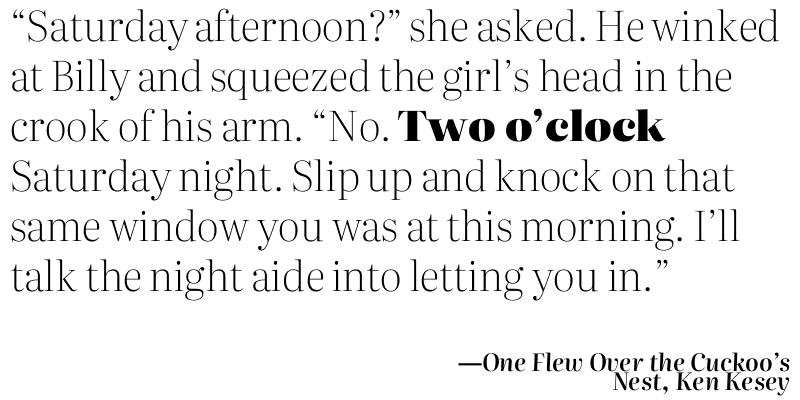 “Saturday afternoon?” she asked. He winked
at Billy and squeezed the girl’s head in the
crook of his arm. “No. Two o’clock
Saturday night. Slip up and knock on that
same window you was at this morning. I’ll
talk the night aide into letting you in.”
—One Flew Over the Cuckoo’s
Nest, Ken Kesey